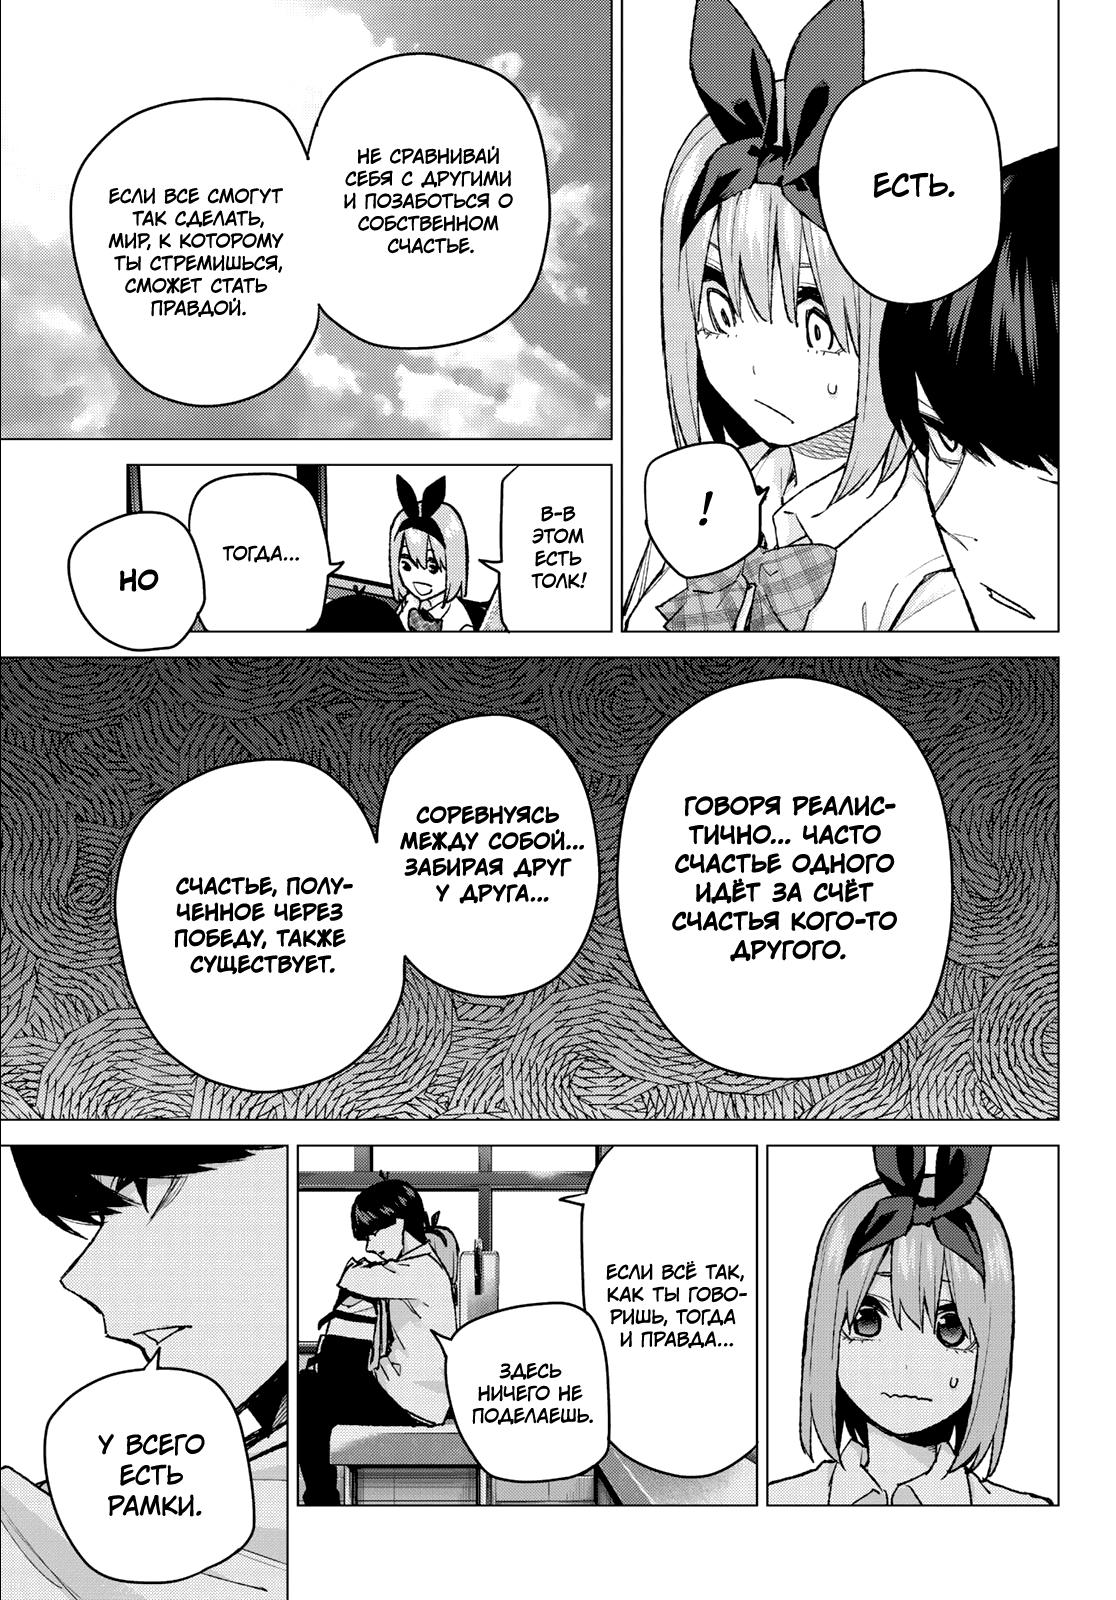 ЕСТЬ.
!
НЕ СРАВНИВАЙ
СЕБЯ С ДРУГИМИ
И ПОЗАБОТЬСЯ О
СОБСТВЕННОМ
СЧАСТЬЕ.
ЕСЛИ ВСЕ СМОГУТ
ТАК СДЕЛАТЬ,
МИР, К КОТОРОМУ
ТЫ СТРЕМИШЬСЯ,
СМОЖЕТ СТАТЬ
ПРАВДОЙ.
В-В
ЭТОМ
ЕСТЬ
ТОЛК!
ТОГДА...
НО
ГОВОРЯ РЕАЛИС-
ТИЧНО... ЧАСТО
СЧАСТЬЕ ОДНОГО
ИДЁТ ЗА СЧЁТ
СЧАСТЬЯ КОГО-ТО
ДРУГОГО.
СОРЕВНУЯСЬ
МЕЖДУ СОБОЙ...
ЗАБИРАЯ ДРУГ
У ДРУГА...
СЧАСТЬЕ, ПОЛУ-
ЧЕННОЕ ЧЕРЕЗ
ПОБЕДУ, ТАКЖЕ
СУЩЕСТВУЕТ.
ЕСЛИ ВСЁ ТАК,
КАК ТЫ ГОВО-
РИШЬ, ТОГДА
И ПРАВДА...
ЗДЕСЬ
НИЧЕГО НЕ
ПОДЕЛАЕШЬ.
У ВСЕГО
ЕСТЬ
РАМКИ.